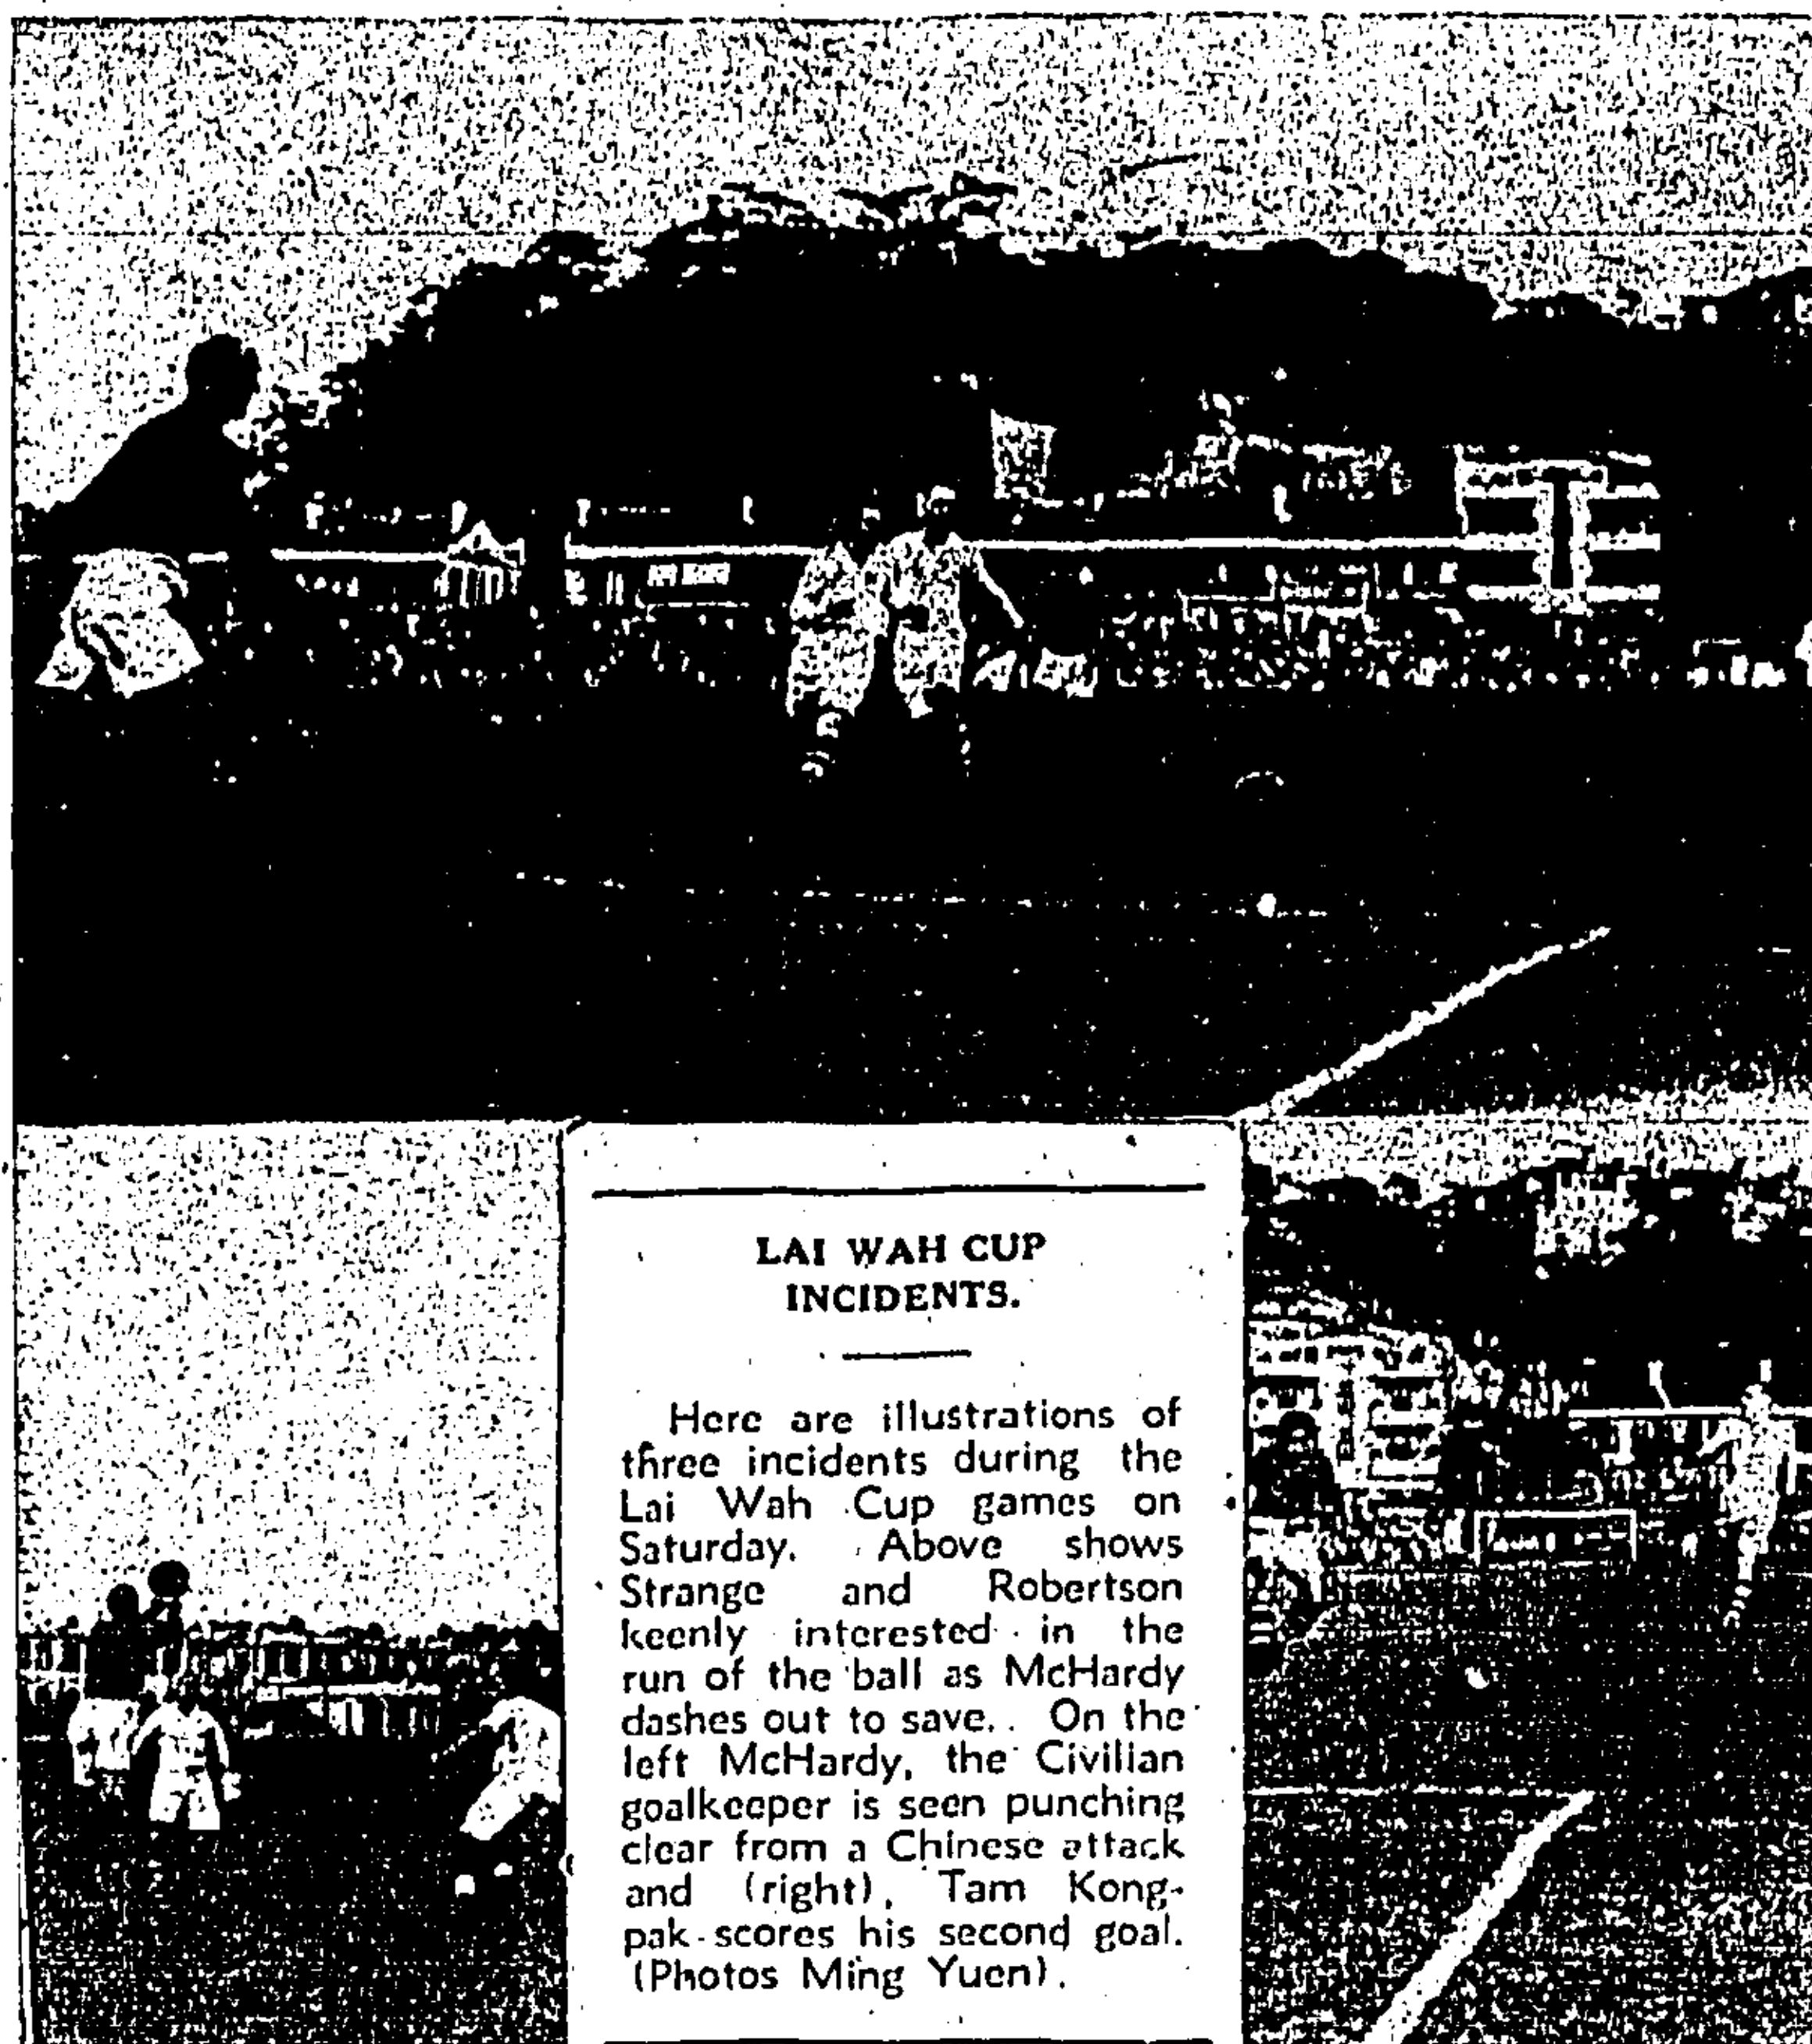 LAI WAH CUP
INCIDENTS.
Here are illustrations of
three incidents during the
Lai Wah Cup games on
Saturday. Above shows
Strange and Robertson
keenly interested in the
run of the ball as McHardy
dashes out to save. On the
left McHardy, the Civilian
goalkeeper is seen punching
clear from a Chinese attack
and (right), Tam Kong-
pak scores his second goal.
(Photos Ming Yuen).